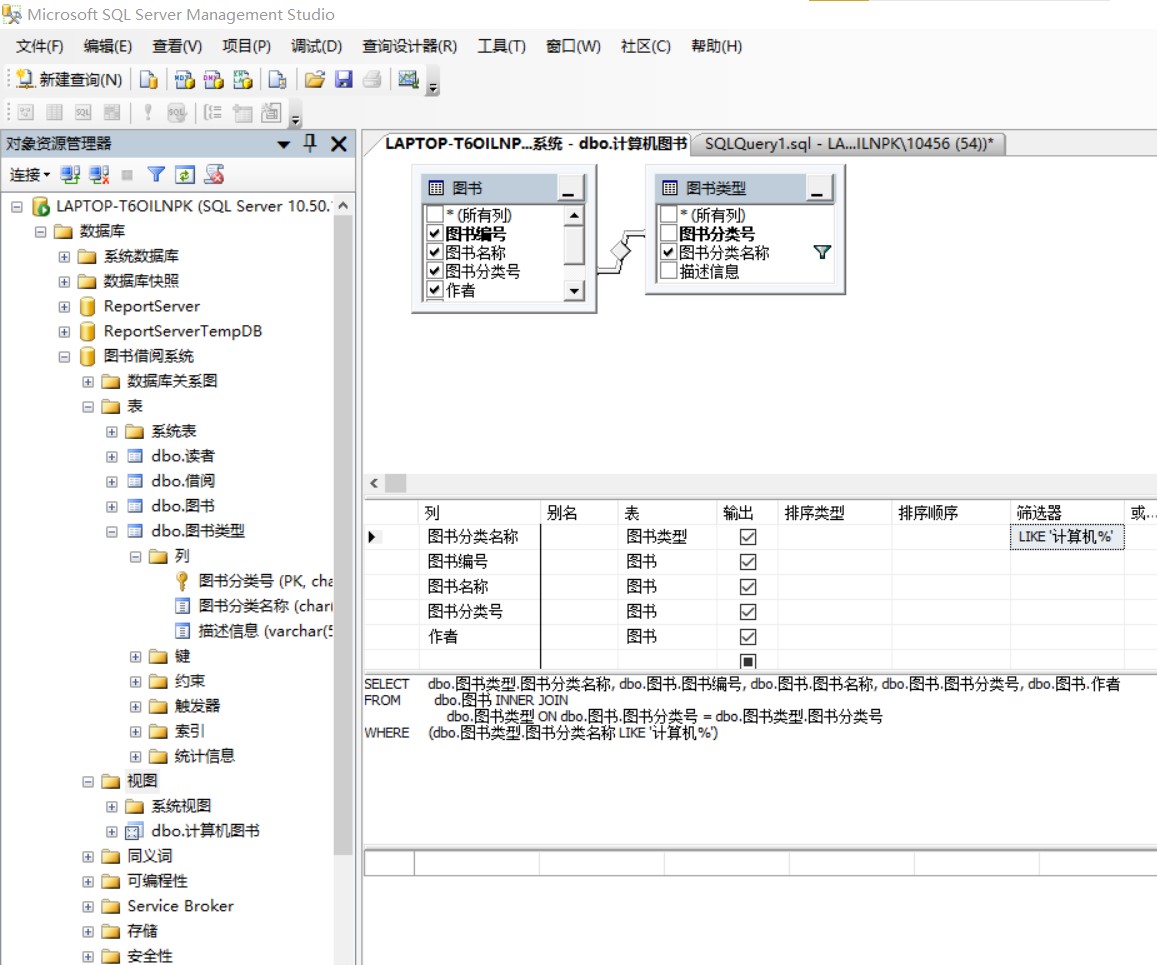 Microsoft SQL Server Management Studio
文件(F) 编辑(E) 查看(V) 项目(P) 调试(D) 查询设计器(R) 工具(T) 窗口(W) 社区(C) 帮助(H)
新建查询(N)
对象资源管理器
连接
LAPTOP-T6OILNPK (SQL Server 10.50.
数据库
系统数据库
数据库快照
ReportServer
ReportServerTempDB
图书借阅系统
数据库关系图
表
系统表
dbo.读者
dbo.借阅
dbo.图书
dbo.图书类型
列
图书分类号 (PK, cha
图书分类名称 (char
描述信息 (varchar(5
键
约束
触发器
索引
统计信息
视图
系统视图
dbo.计算机图书
同义词
可编程性
Service Broker
存储
安全性
LAPTOP-T6OILNP...系统 - dbo.计算机图书 SQLQuery1.sql - LA...ILNPK\10456 (54))*
图书
* (所有列)
图书编号
图书名称
图书分类号
作者
图书类型
* (所有列)
图书分类号
图书分类名称
描述信息
列 别名 表 输出 排序类型 排序顺序 筛选器 或...
图书分类名称 图书类型 LIKE '计算机%'
图书编号 图书
图书名称 图书
图书分类号 图书
作者 图书
SELECT dbo.图书类型.图书分类名称, dbo.图书.图书编号, dbo.图书.图书名称, dbo.图书.图书分类号, dbo.图书.作者
FROM dbo.图书 INNER JOIN
dbo.图书类型 ON dbo.图书.图书分类号 = dbo.图书类型.图书分类号
WHERE (dbo.图书类型.图书分类名称 LIKE '计算机%')